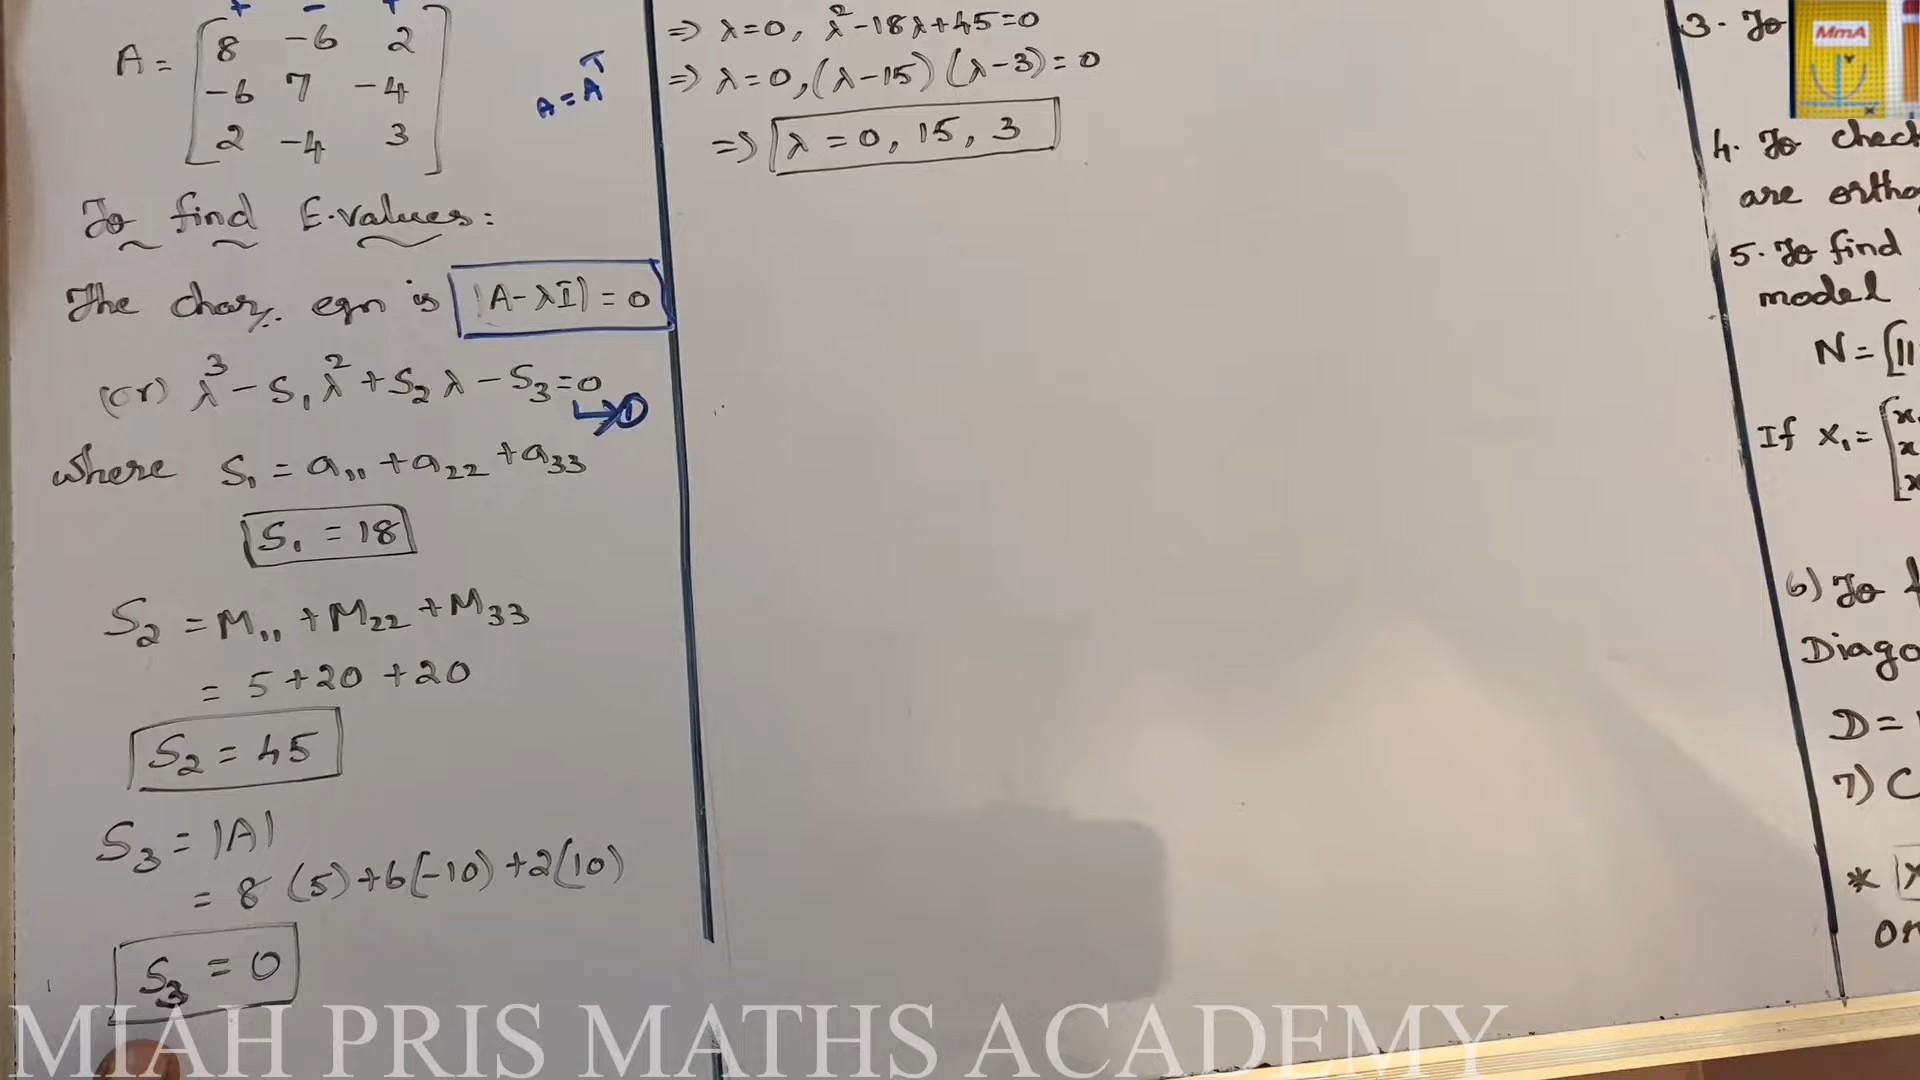 A = [8 -6 2
-6 7 -4
2 -4 3]
+ - +
A = Aᵀ
To find E.values:
The char. eqn is |A-λI| = 0
(or) λ³ - S₁λ² + S₂λ - S₃ = 0 → ①
where S₁ = a₁₁ + a₂₂ + a₃₃
S₁ = 18
S₂ = M₁₁ + M₂₂ + M₃₃
= 5 + 20 + 20
S₂ = 45
S₃ = |A|
= 8(5) + 6(-10) + 2(10)
S₃ = 0
⇒ λ=0, λ²-18λ+45=0
⇒ λ=0, (λ-15)(λ-3)=0
⇒ λ = 0, 15, 3
3. To
MmA
Y
X
4. To check
are
5. To find
model
N =
If x₁ =
6) To
D =
7)
*
MIAH PRIS MATHS ACADEMY